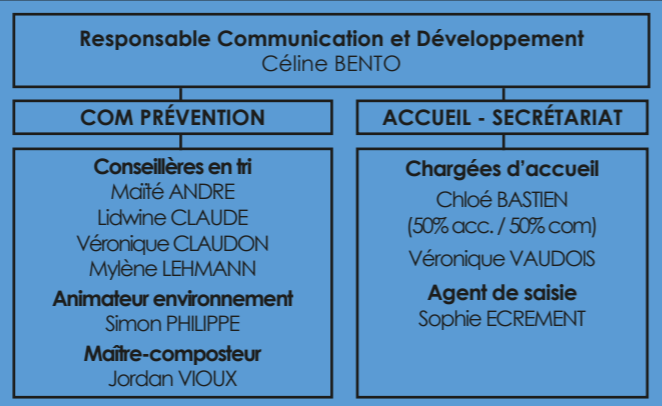 Responsable Communication et Développement
Céline BENTO
COM PRÉVENTION
Conseillères en tri
Maïté ANDRE
Lidwine CLAUDE
Véronique CLAUDON
Mylène LEHMANN
Animateur environnement
Simon PHILIPPE
Maître-composteur
Jordan VIOUX
ACCUEIL - SECRÉTARIAT
Chargées d'accueil
Chloé BASTIEN
(50% acc. / 50% com)
Véronique VAUDOIS
Agent de saisie
Sophie ECREMENT